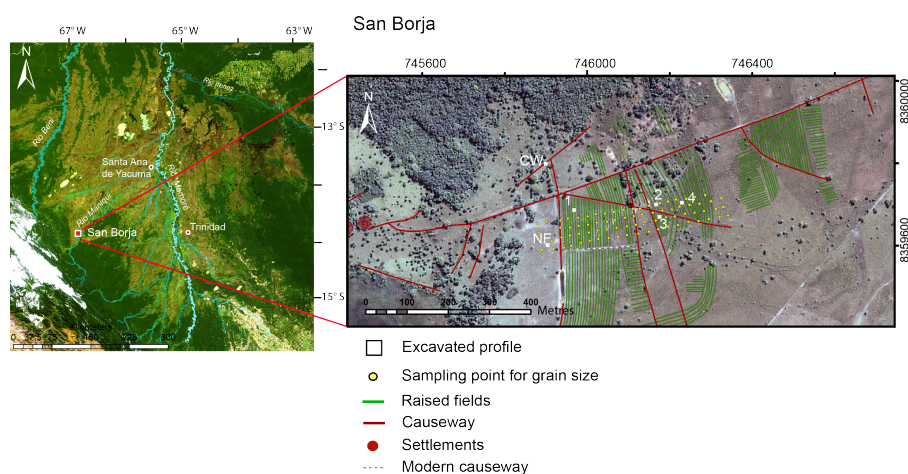 San Borja
67°W
65°W
63°W
N
13°S
15°S
Rio Beni
Rio Itenez
Santa Ana
de Yacuma
Rio Mamoré
Rio Maniqui
San Borja
Trinidad
Kilometers
745600
746000
746400
8360000
8359600
N
CW
1
2
4
3
NE
0 100 200 300 400
Metres
Excavated profile
Sampling point for grain size
Raised fields
Causeway
Settlements
Modern causeway